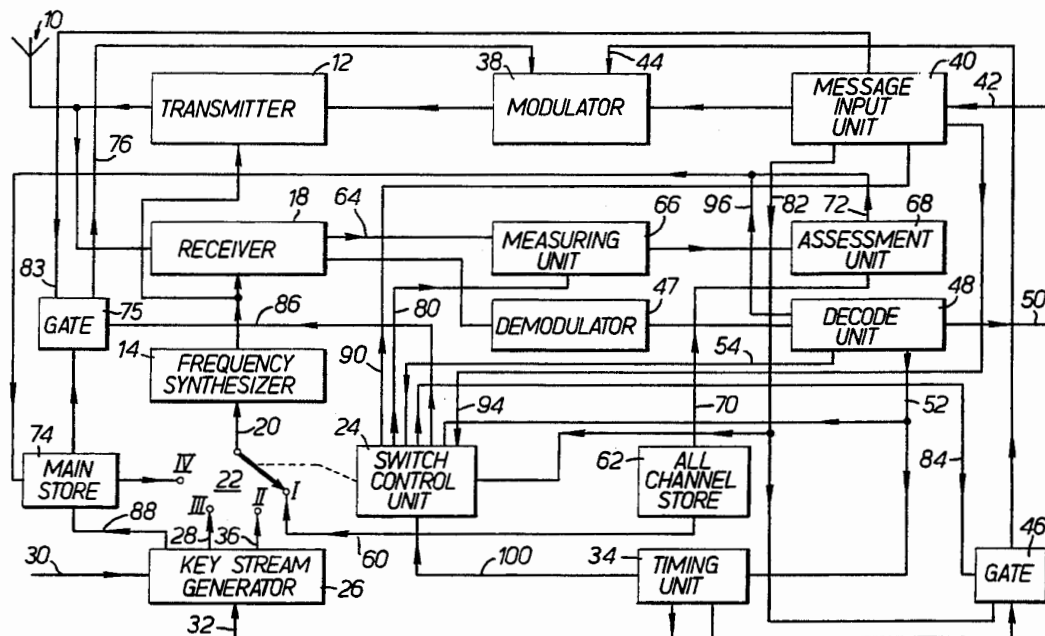 10
12
TRANSMITTER
38
MODULATOR
44
40
MESSAGE
INPUT
UNIT
42
76
18
RECEIVER
64
66
MEASURING
UNIT
96
82
72
68
ASSESSMENT
UNIT
83
75
GATE
86
80
47
DEMODULATOR
48
DECODE
UNIT
50
14
FREQUENCY
SYNTHESIZER
90
54
52
20
24
SWITCH
CONTROL
UNIT
94
70
62
ALL
CHANNEL
STORE
84
74
MAIN
STORE
IV
22
III
II
I
88
28
36
60
46
GATE
30
KEY STREAM
GENERATOR
26
100
34
TIMING
UNIT
32